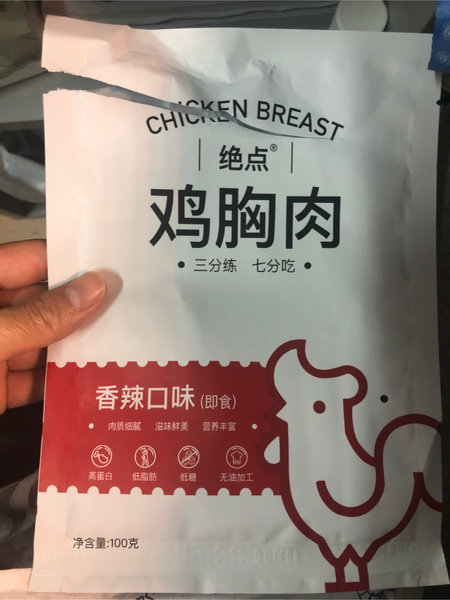 CHICKEN BREAST
绝点®
鸡胸肉
• 三分练 七分吃 •
香辣口味(即食)
• 肉质细腻 滋味鲜美 营养丰富
高蛋白 低脂肪 低糖 无油加工
净含量:100克